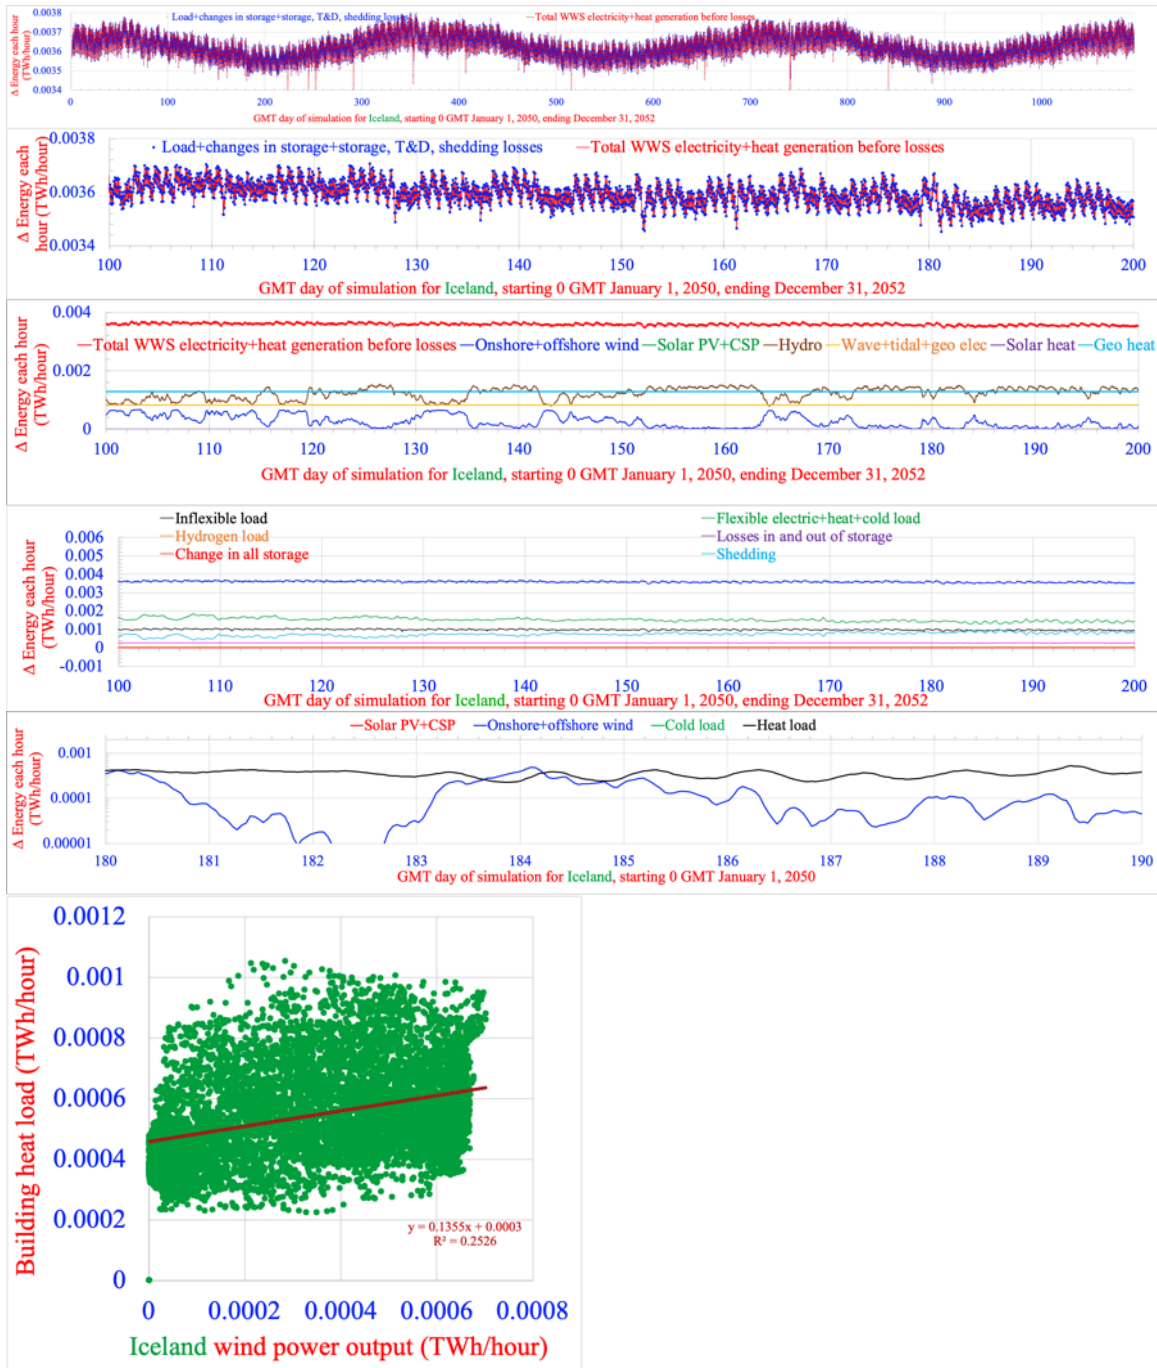 Load+changes in storage+storage, T&D, shedding losses
Total WWS electricity+heat generation before losses
Δ Energy each hour
(TWh/hour)
0.0038
0.0037
0.0036
0.0035
0.0034
0 100 200 300 400 500 600 700 800 900 1000
GMT day of simulation for Iceland, starting 0 GMT January 1, 2050, ending December 31, 2052
Load+changes in storage+storage, T&D, shedding losses
Total WWS electricity+heat generation before losses
Δ Energy each
hour (TWh/hour)
0.0038
0.0036
0.0034
100 110 120 130 140 150 160 170 180 190 200
GMT day of simulation for Iceland, starting 0 GMT January 1, 2050, ending December 31, 2052
Δ Energy each hour
(TWh/hour)
0.004
Total WWS electricity+heat generation before losses Onshore+offshore wind Solar PV+CSP Hydro Wave+tidal+geo elec Solar heat Geo heat
0.002
0
100 110 120 130 140 150 160 170 180 190 200
GMT day of simulation for Iceland, starting 0 GMT January 1, 2050, ending December 31, 2052
Inflexible load Flexible electric+heat+cold load
Hydrogen load Losses in and out of storage
Change in all storage Shedding
Δ Energy each hour
(TWh/hour)
0.006
0.005
0.004
0.003
0.002
0.001
0
-0.001
100 110 120 130 140 150 160 170 180 190 200
GMT day of simulation for Iceland, starting 0 GMT January 1, 2050, ending December 31, 2052
Solar PV+CSP Onshore+offshore wind Cold load Heat load
Δ Energy each hour
(TWh/hour)
0.001
0.0001
0.00001
180 181 182 183 184 185 186 187 188 189 190
GMT day of simulation for Iceland, starting 0 GMT January 1, 2050
Building heat load (TWh/hour)
0.0012
0.001
0.0008
0.0006
0.0004
0.0002
0
y = 0.1355x + 0.0003
R² = 0.2526
0 0.0002 0.0004 0.0006 0.0008
Iceland wind power output (TWh/hour)